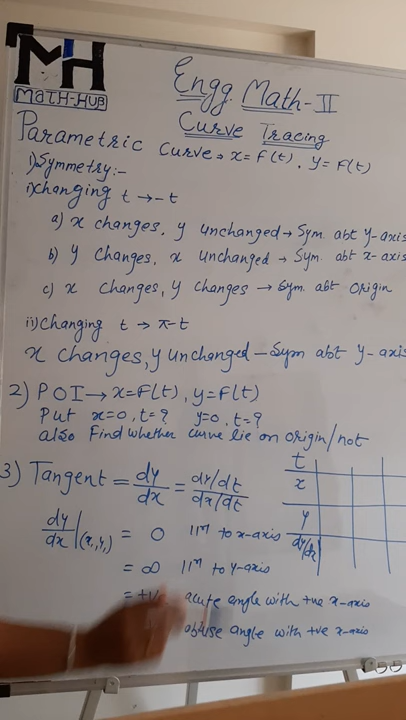 MH
MATH-HUB
Engg. Math-II
Curve Tracing
Parametric Curve → x=F(t), y=F(t)
1) Symmetry:-
i) changing t → -t
a) x changes, y unchanged → Sym. abt y-axis
b) y changes, x unchanged → Sym. abt x-axis
c) x changes, y changes → Sym. abt origin
ii) changing t → π-t
x changes, y unchanged — Sym abt y-axis
2) POI → x=F(t), y=F(t)
Put x=0, t=? y=0, t=?
also Find whether curve lie on origin/not
3) Tangent = dy/dx = dy/dt / dx/dt
dy/dx|(x₁,y₁) = 0 11el to x-axis
= ∞ 11el to y-axis
= +ve acute angle with +ve x-axis
obtuse angle with +ve x-axis
t
x
y
dy/dx